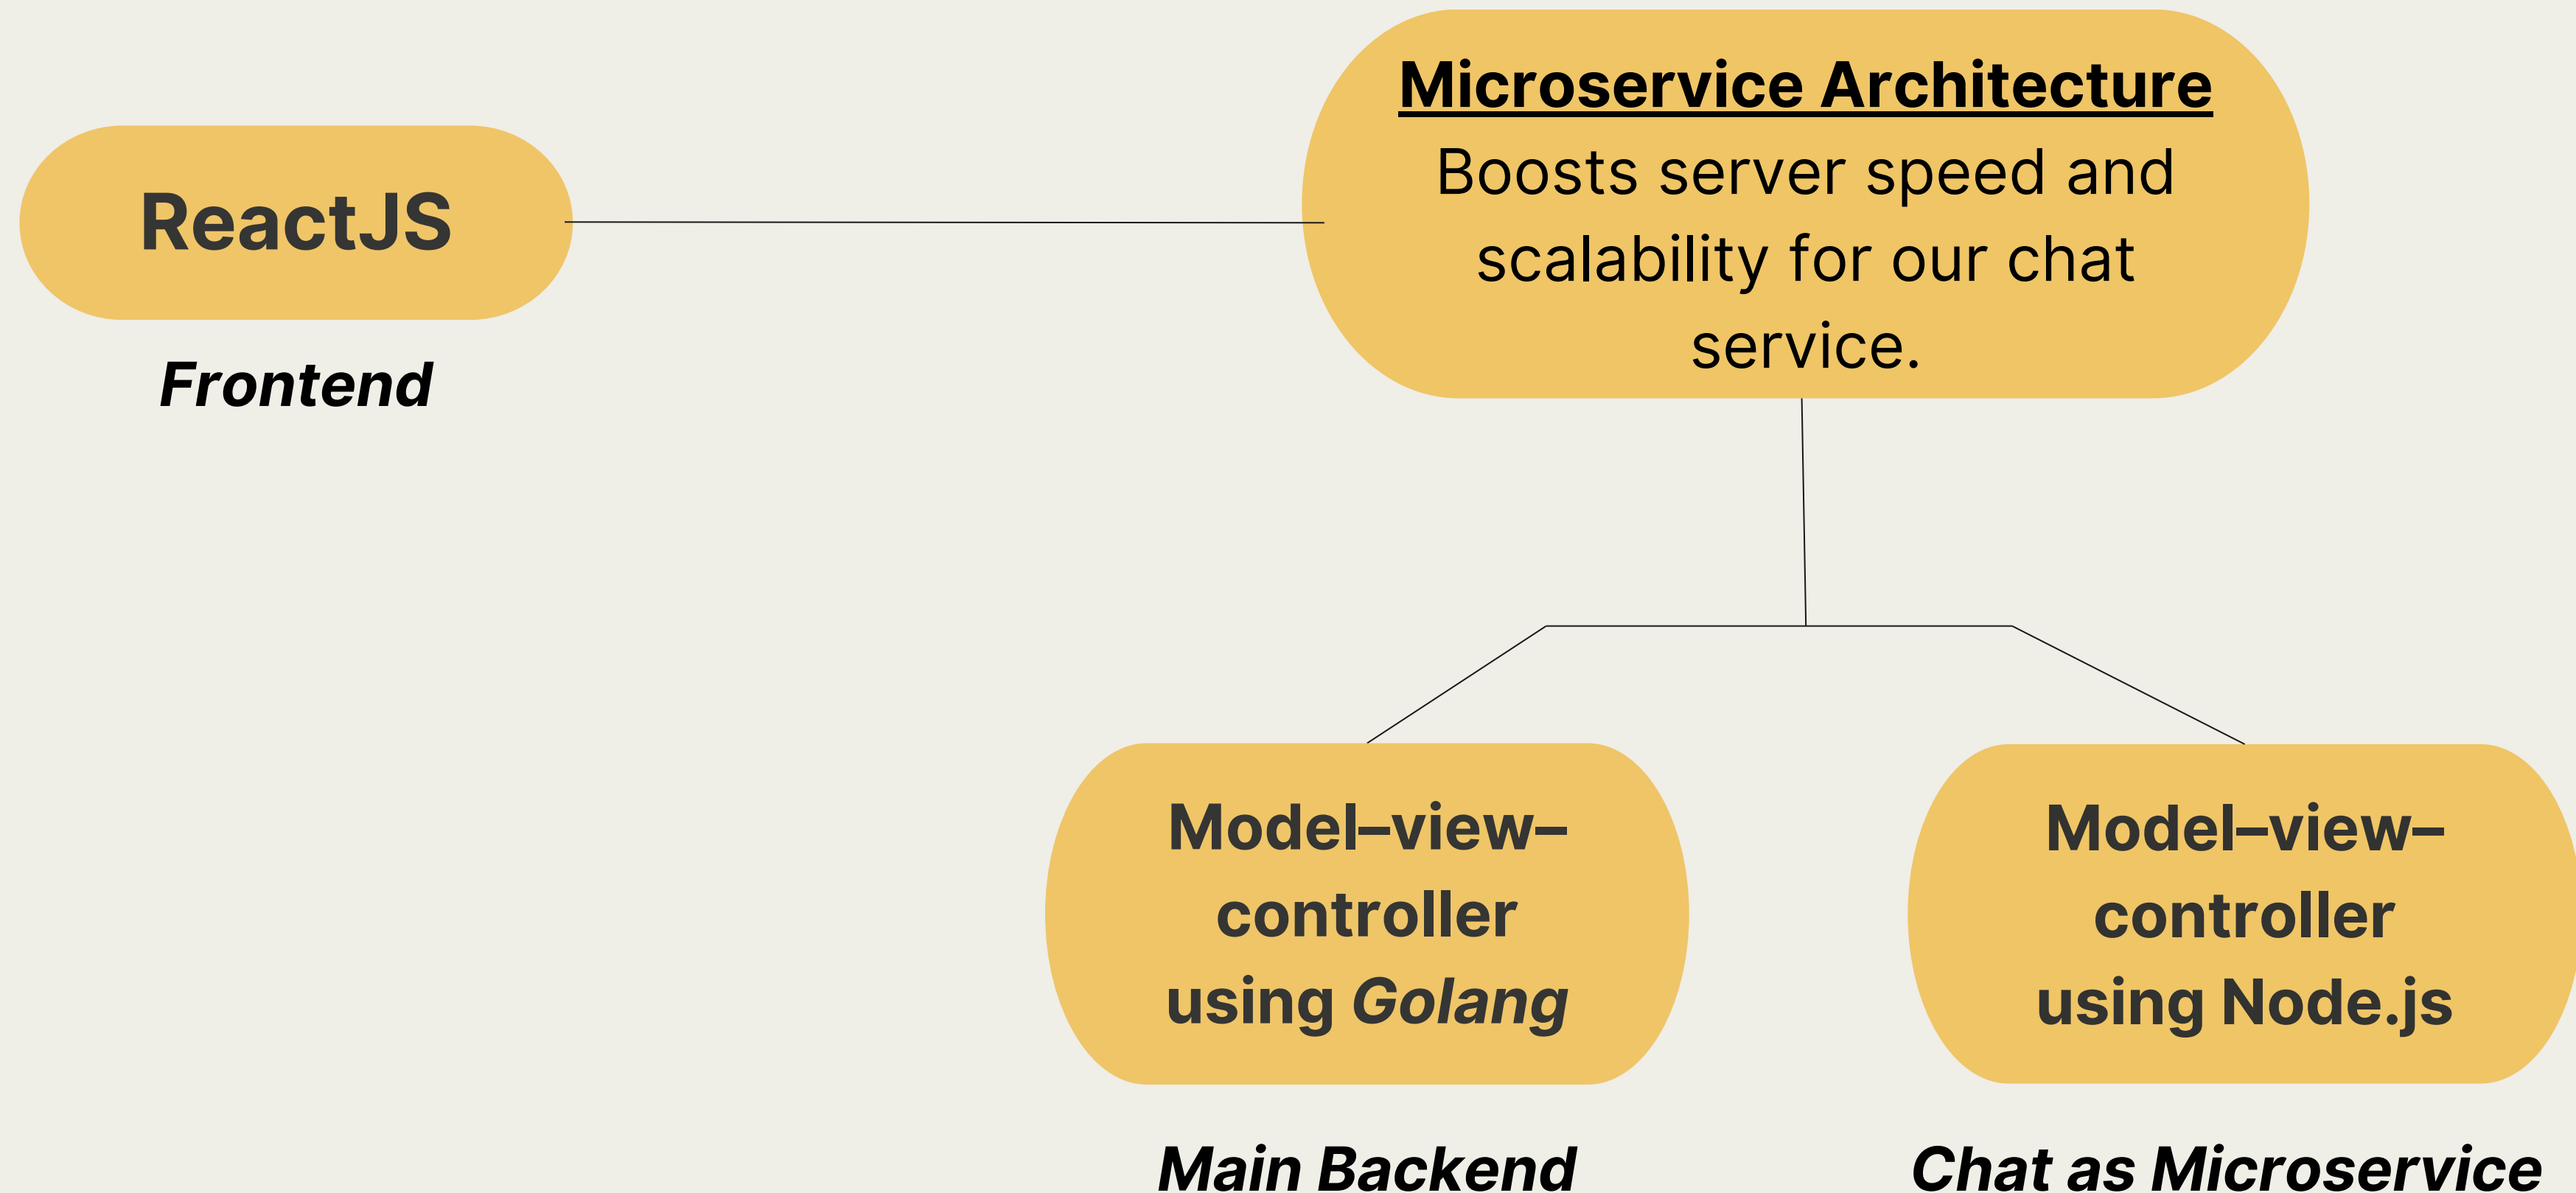 Microservice Architecture
Boosts server speed and
scalability for our chat
service.
ReactJS
Frontend
Model–view–
controller
using Golang
Main Backend
Model–view–
controller
using Node.js
Chat as Microservice